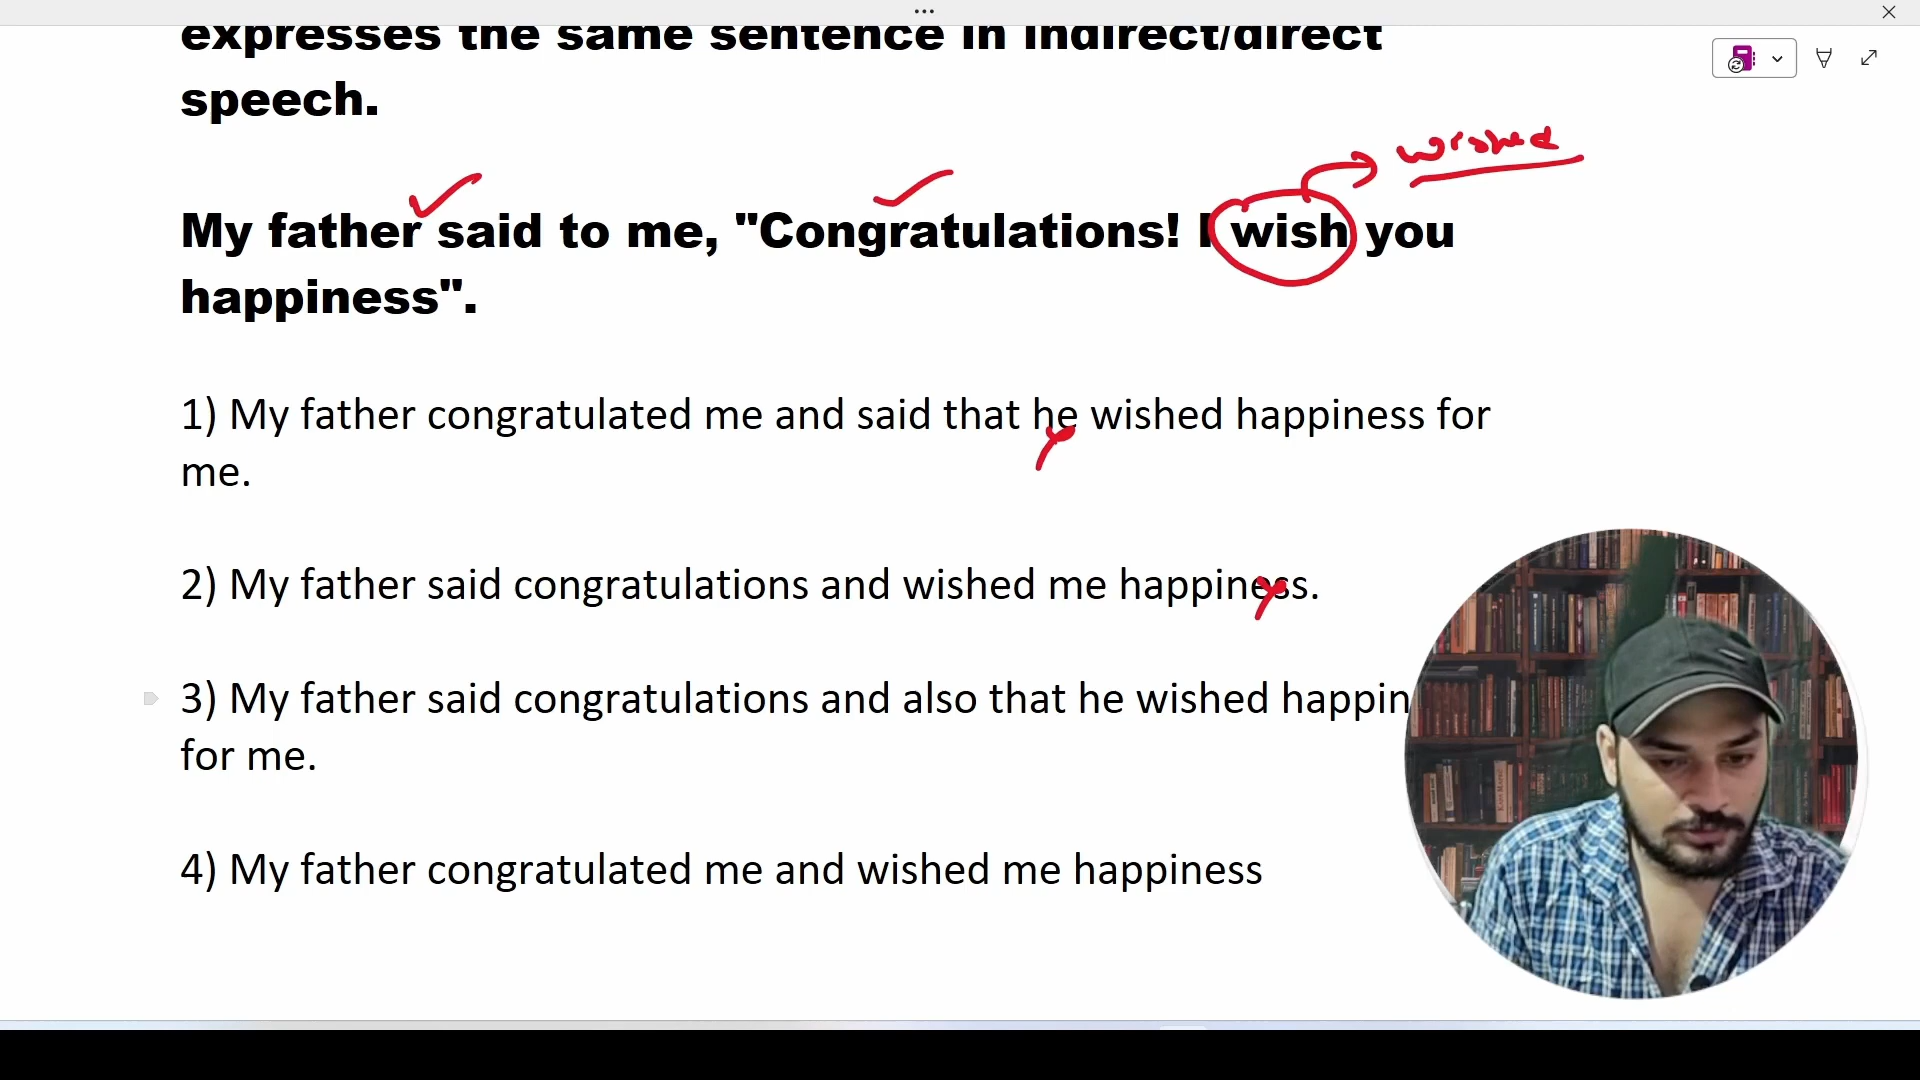 expresses the same sentence in indirect/direct
speech.
wished
My father said to me, "Congratulations! I wish you
happiness".
1) My father congratulated me and said that he wished happiness for
me.
2) My father said congratulations and wished me happiness.
3) My father said congratulations and also that he wished happin
for me.
4) My father congratulated me and wished me happiness